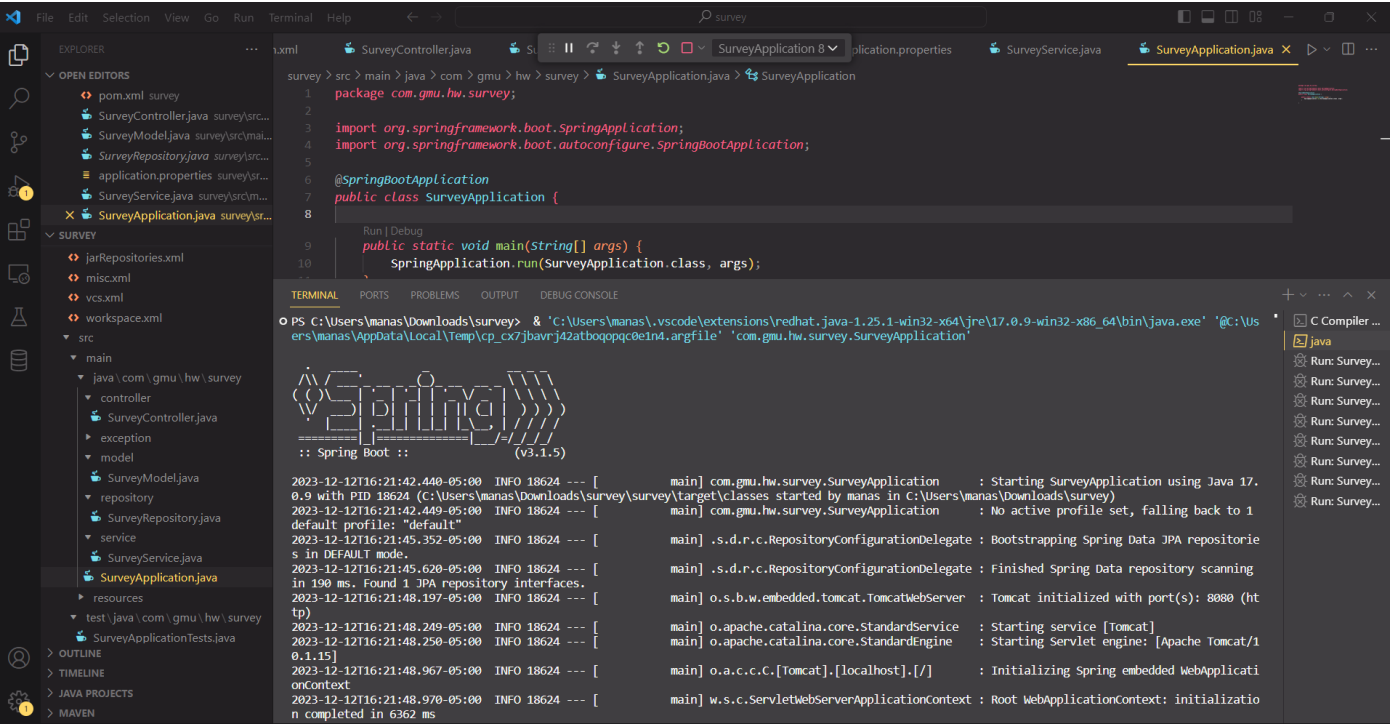 File Edit Selection View Go Run Terminal Help
survey
EXPLORER
OPEN EDITORS
pom.xml survey
SurveyController.java survey\src...
SurveyModel.java survey\src\mai...
SurveyRepository.java survey\src...
application.properties survey\sr...
SurveyService.java survey\src\m...
SurveyApplication.java survey\sr...
SURVEY
jarRepositories.xml
misc.xml
vcs.xml
workspace.xml
src
main
java\com\gmu\hw\survey
controller
SurveyController.java
exception
model
SurveyModel.java
repository
SurveyRepository.java
service
SurveyService.java
SurveyApplication.java
resources
test\java\com\gmu\hw\survey
SurveyApplicationTests.java
OUTLINE
TIMELINE
JAVA PROJECTS
MAVEN
1
1
n.xml SurveyController.java Su SurveyApplication 8 plication.properties SurveyService.java SurveyApplication.java
survey > src > main > java > com > gmu > hw > survey > SurveyApplication.java > SurveyApplication
1 package com.gmu.hw.survey;
2
3 import org.springframework.boot.SpringApplication;
4 import org.springframework.boot.autoconfigure.SpringBootApplication;
5
6 @SpringBootApplication
7 public class SurveyApplication {
8
Run | Debug
9 public static void main(String[] args) {
10 SpringApplication.run(SurveyApplication.class, args);
TERMINAL PORTS PROBLEMS OUTPUT DEBUG CONSOLE
PS C:\Users\manas\Downloads\survey> & 'C:\Users\manas\.vscode\extensions\redhat.java-1.25.1-win32-x64\jre\17.0.9-win32-x86_64\bin\java.exe' '@C:\Us
ers\manas\AppData\Local\Temp\cp_cx7jbavrj42atboqopqc0e1n4.argfile' 'com.gmu.hw.survey.SurveyApplication'
Spring
:: Spring Boot :: (v3.1.5)
2023-12-12T16:21:42.440-05:00 INFO 18624 --- [ main] com.gmu.hw.survey.SurveyApplication : Starting SurveyApplication using Java 17.
0.9 with PID 18624 (C:\Users\manas\Downloads\survey\survey\target\classes started by manas in C:\Users\manas\Downloads\survey)
2023-12-12T16:21:42.449-05:00 INFO 18624 --- [ main] com.gmu.hw.survey.SurveyApplication : No active profile set, falling back to 1
default profile: "default"
2023-12-12T16:21:45.352-05:00 INFO 18624 --- [ main] .s.d.r.c.RepositoryConfigurationDelegate : Bootstrapping Spring Data JPA repositorie
s in DEFAULT mode.
2023-12-12T16:21:45.620-05:00 INFO 18624 --- [ main] .s.d.r.c.RepositoryConfigurationDelegate : Finished Spring Data repository scanning
in 190 ms. Found 1 JPA repository interfaces.
2023-12-12T16:21:48.197-05:00 INFO 18624 --- [ main] o.s.b.w.embedded.tomcat.TomcatWebServer : Tomcat initialized with port(s): 8080 (ht
tp)
2023-12-12T16:21:48.249-05:00 INFO 18624 --- [ main] o.apache.catalina.core.StandardService : Starting service [Tomcat]
2023-12-12T16:21:48.250-05:00 INFO 18624 --- [ main] o.apache.catalina.core.StandardEngine : Starting Servlet engine: [Apache Tomcat/1
0.1.15]
2023-12-12T16:21:48.967-05:00 INFO 18624 --- [ main] o.a.c.c.C.[Tomcat].[localhost].[/] : Initializing Spring embedded WebApplicati
onContext
2023-12-12T16:21:48.970-05:00 INFO 18624 --- [ main] w.s.c.ServletWebServerApplicationContext : Root WebApplicationContext: initializatio
n completed in 6362 ms
C Compiler ...
java
Run: Survey...
Run: Survey...
Run: Survey...
Run: Survey...
Run: Survey...
Run: Survey...
Run: Survey...
Run: Survey...